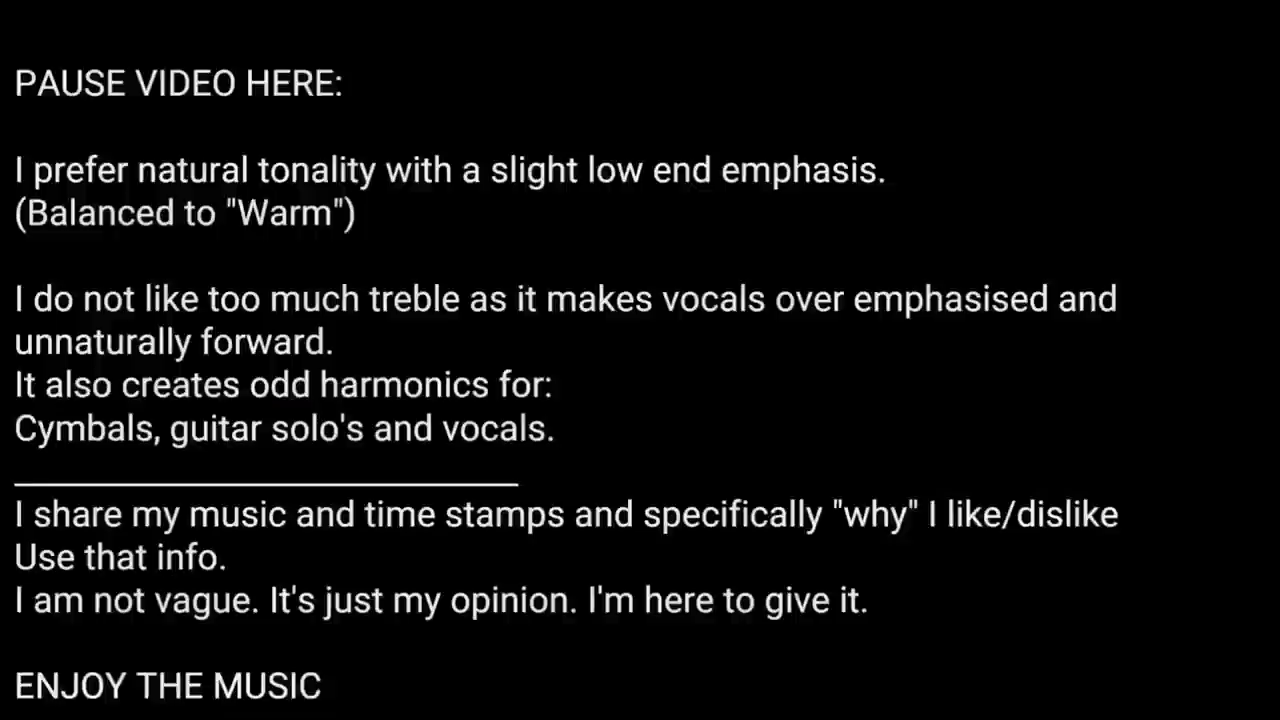 PAUSE VIDEO HERE:
I prefer natural tonality with a slight low end emphasis.
(Balanced to "Warm")
I do not like too much treble as it makes vocals over emphasised and
unnaturally forward.
It also creates odd harmonics for:
Cymbals, guitar solo's and vocals.
I share my music and time stamps and specifically "why" I like/dislike
Use that info.
I am not vague. It's just my opinion. I'm here to give it.
ENJOY THE MUSIC